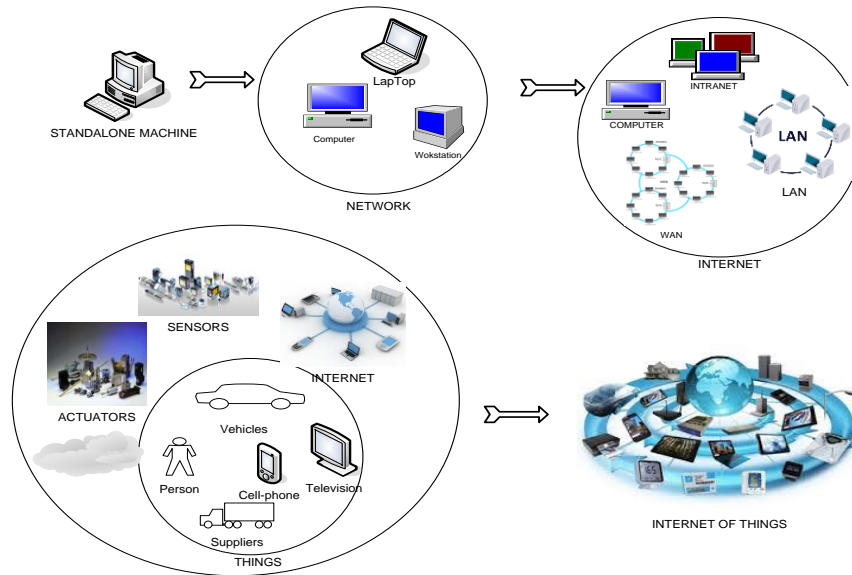 STANDALONE MACHINE
LapTop
Computer
Wokstation
NETWORK
INTRANET
COMPUTER
LAN
LAN
WAN
INTERNET
SENSORS
INTERNET
ACTUATORS
Vehicles
Person
Cell-phone
Television
Suppliers
THINGS
INTERNET OF THINGS